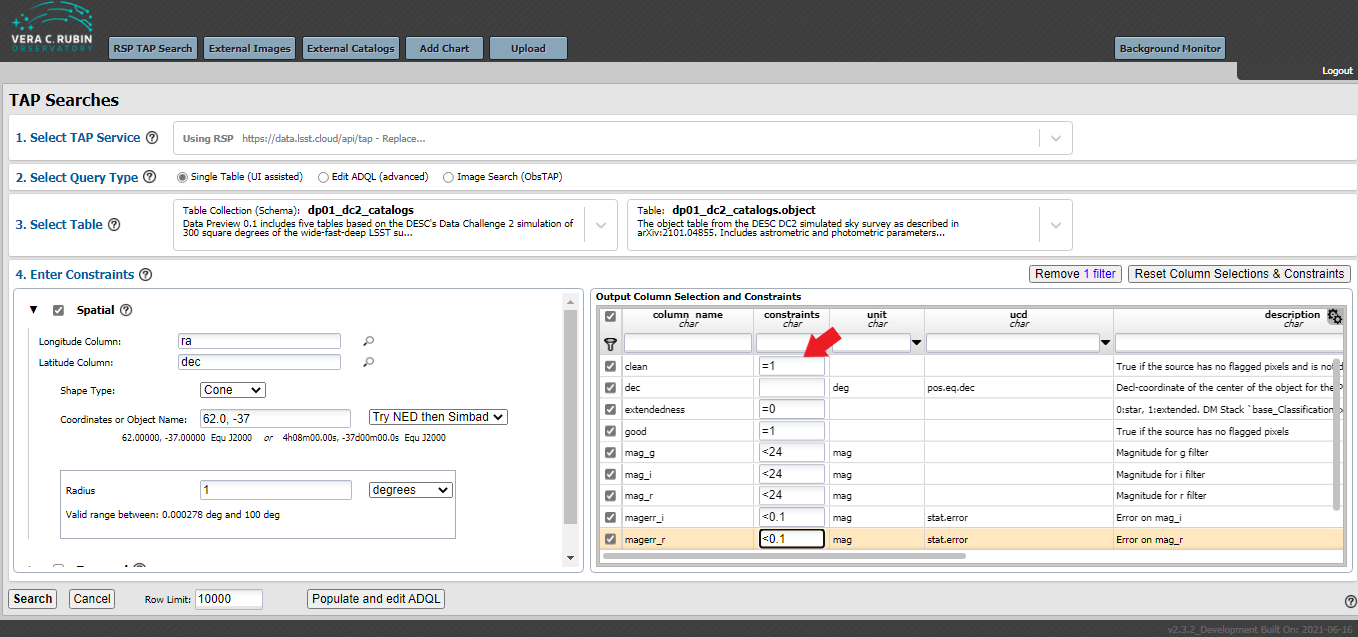 VERA C. RUBIN
OBSERVATORY
RSP TAP Search
External Images
External Catalogs
Add Chart
Upload
Background Monitor
Logout
TAP Searches
1. Select TAP Service
Using RSP https://data.lsst.cloud/api/tap - Replace...
2. Select Query Type
Single Table (UI assisted)
Edit ADQL (advanced)
Image Search (ObsTAP)
3. Select Table
Table Collection (Schema): dp01_dc2_catalogs
Data Preview 0.1 includes five tables based on the DESC's Data Challenge 2 simulation of
300 square degrees of the wide-fast-deep LSST su...
Table: dp01_dc2_catalogs.object
The object table from the DESC DC2 simulated sky survey as described in
arXiv:2101.04855. Includes astrometric and photometric parameters...
4. Enter Constraints
Remove 1 filter
Reset Column Selections & Constraints
Spatial
Longitude Column: ra
Latitude Column: dec
Shape Type: Cone
Coordinates or Object Name: 62.0, -37 Try NED then Simbad
62.00000, -37.00000 Equ J2000 or 4h08m00.00s, -37d00m00.0s Equ J2000
Radius 1 degrees
Valid range between: 0.000278 deg and 100 deg
Output Column Selection and Constraints
column_name constraints unit ucd description
char char char char char
clean =1 True if the source has no flagged pixels and is not
dec deg pos.eq.dec Decl-coordinate of the center of the object for the
extendedness =0 0:star, 1:extended. DM Stack `base_Classification
good =1 True if the source has no flagged pixels
mag_g <24 mag Magnitude for g filter
mag_i <24 mag Magnitude for i filter
mag_r <24 mag Magnitude for r filter
magerr_i <0.1 mag stat.error Error on mag_i
magerr_r <0.1 mag stat.error Error on mag_r
Search
Cancel
Row Limit: 10000
Populate and edit ADQL
v2.3.2_Development Built On: 2021-06-16